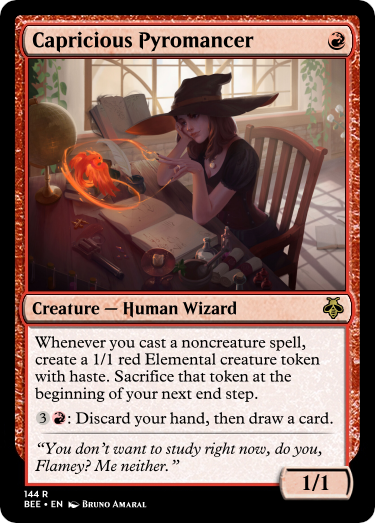 Capricious Pyromancer
Creature — Human Wizard
Whenever you cast a noncreature spell,
create a 1/1 red Elemental creature token
with haste. Sacrifice that token at the
beginning of your next end step.
3 : Discard your hand, then draw a card.
“You don’t want to study right now, do you,
Flamey? Me neither.”
1/1
144 R
BEE • EN Bruno Amaral